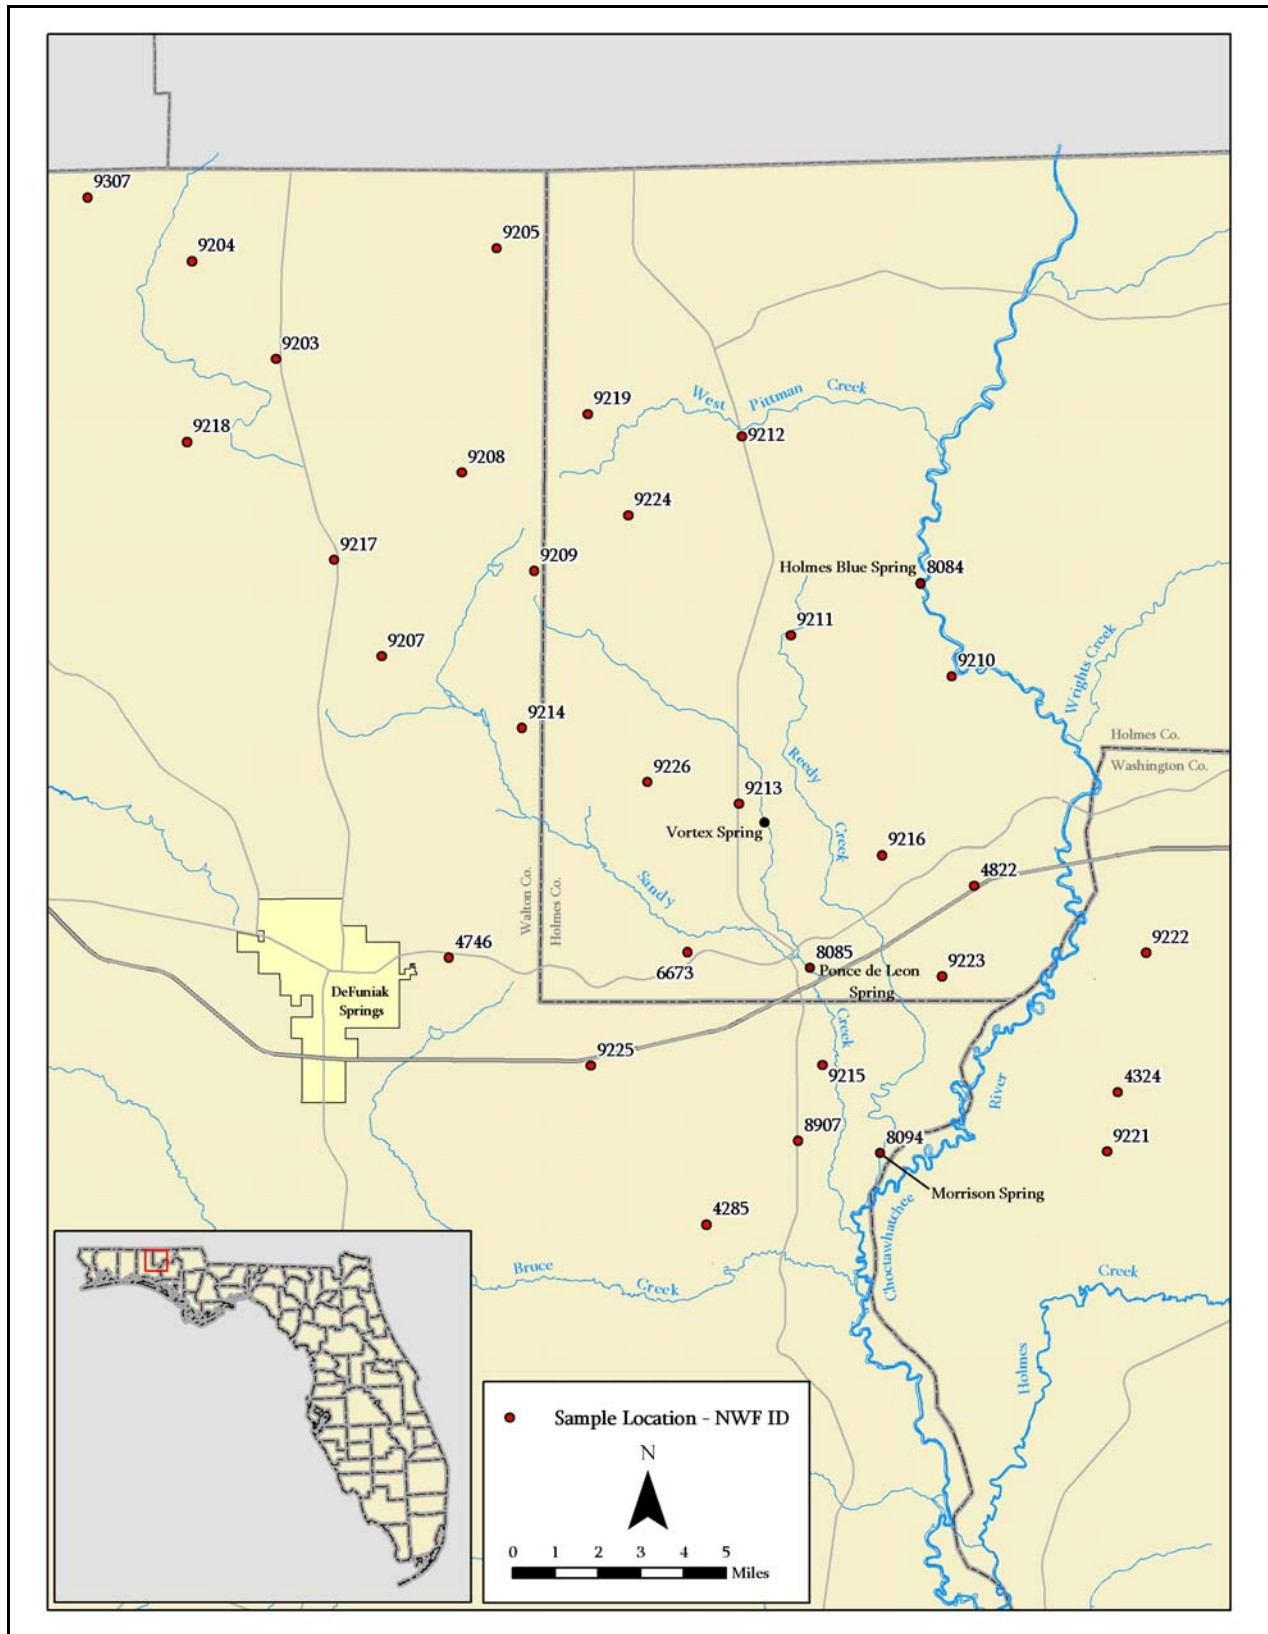 9307
9205
9204
9203
9219
West Pittman Creek
9218
9212
9208
9224
9217
9209
Holmes Blue Spring
8084
9211
9207
Wrights Creek
9210
9214
Holmes Co.
Washington Co.
Reedy
Creek
9226
9213
Vortex Spring
9216
4822
Sandy
Creek
Walton Co.
Holmes Co.
4746
6673
8085
Ponce de Leon
Spring
9223
9222
DeFuniak
Springs
9225
9215
River
4324
8907
8094
9221
Morrison Spring
4285
Choctawhatchee
Bruce
Creek
Creek
Holmes
Sample Location - NWF ID
N
0 1 2 3 4 5
Miles